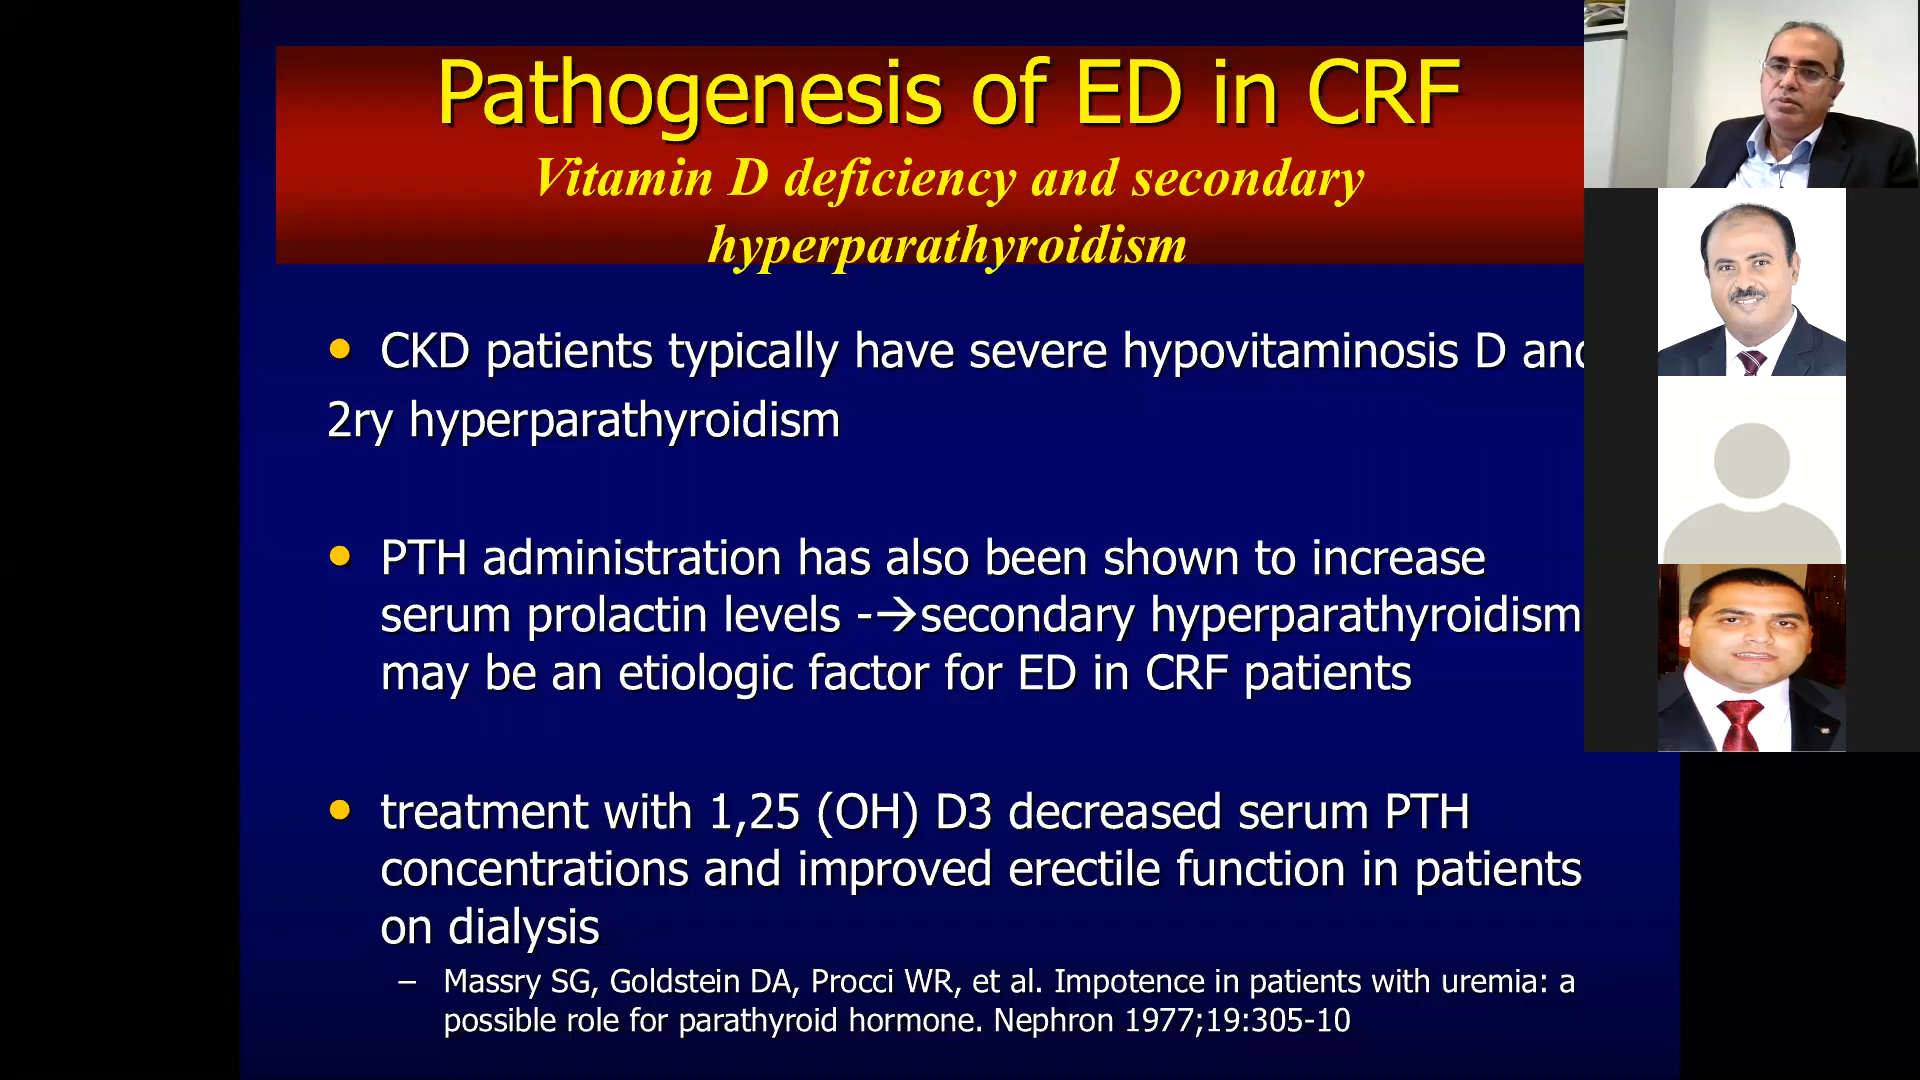 Pathogenesis of ED in CRF
Vitamin D deficiency and secondary
hyperparathyroidism
• CKD patients typically have severe hypovitaminosis D and
2ry hyperparathyroidism
• PTH administration has also been shown to increase
serum prolactin levels -→secondary hyperparathyroidism
may be an etiologic factor for ED in CRF patients
• treatment with 1,25 (OH) D3 decreased serum PTH
concentrations and improved erectile function in patients
on dialysis
– Massry SG, Goldstein DA, Procci WR, et al. Impotence in patients with uremia: a
possible role for parathyroid hormone. Nephron 1977;19:305-10